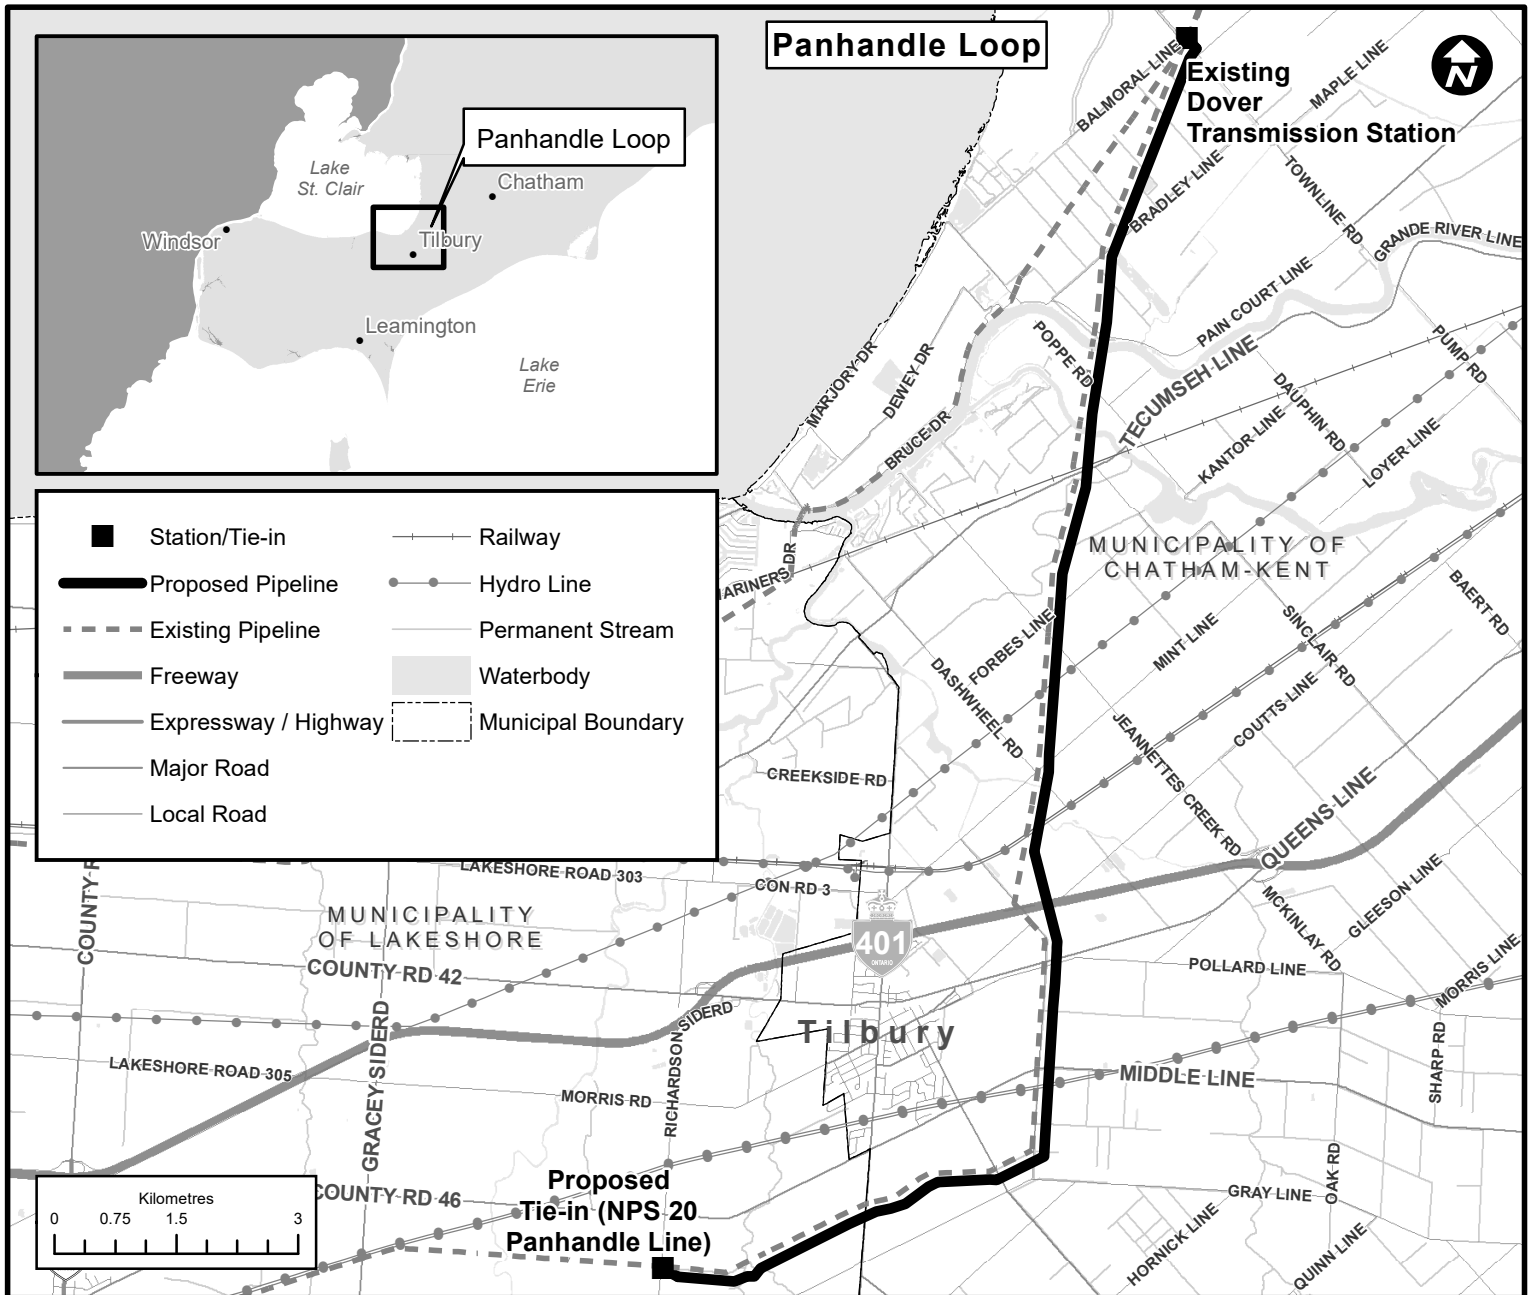 Panhandle Loop
N
Existing
Dover
Transmission Station
Panhandle Loop
Lake
St. Clair
Chatham
Windsor
Tilbury
Leamington
Lake
Erie
Station/Tie-in
Proposed Pipeline
Existing Pipeline
Freeway
Expressway / Highway
Major Road
Local Road
Railway
Hydro Line
Permanent Stream
Waterbody
Municipal Boundary
BALMORAL LINE
MAPLE LINE
BRADLEY LINE
TOWNLINE RD
GRANDE RIVER LINE
PAIN COURT LINE
POPPE RD
TECUMSEH LINE
PUMP RD
MARJORY DR
DEWEY DR
BRUCE DR
DAUPHIN RD
KANTOR LINE
LOYER LINE
MUNICIPALITY OF
CHATHAM-KENT
ARINERS DR
BAERT RD
FORBES LINE
MINT LINE
SINCLAIR RD
DASHWHEEL RD
COUTTS LINE
JEANNETTES CREEK RD
CREEKSIDE RD
QUEENS LINE
LAKESHORE ROAD 303
CON RD 3
GLEESON LINE
MCKINLAY RD
COUNTY R
MUNICIPALITY
OF LAKESHORE
401
ONTARIO
COUNTY RD 42
POLLARD LINE
MORRIS LINE
RICHARDSON SIDERD
Tilbury
GRACEY SIDERD
LAKESHORE ROAD 305
MIDDLE LINE
SHARP RD
MORRIS RD
COUNTY RD 46
OAK RD
GRAY LINE
HORNICK LINE
QUINN LINE
Proposed
Tie-in (NPS 20
Panhandle Line)
Kilometres
0 0.75 1.5 3